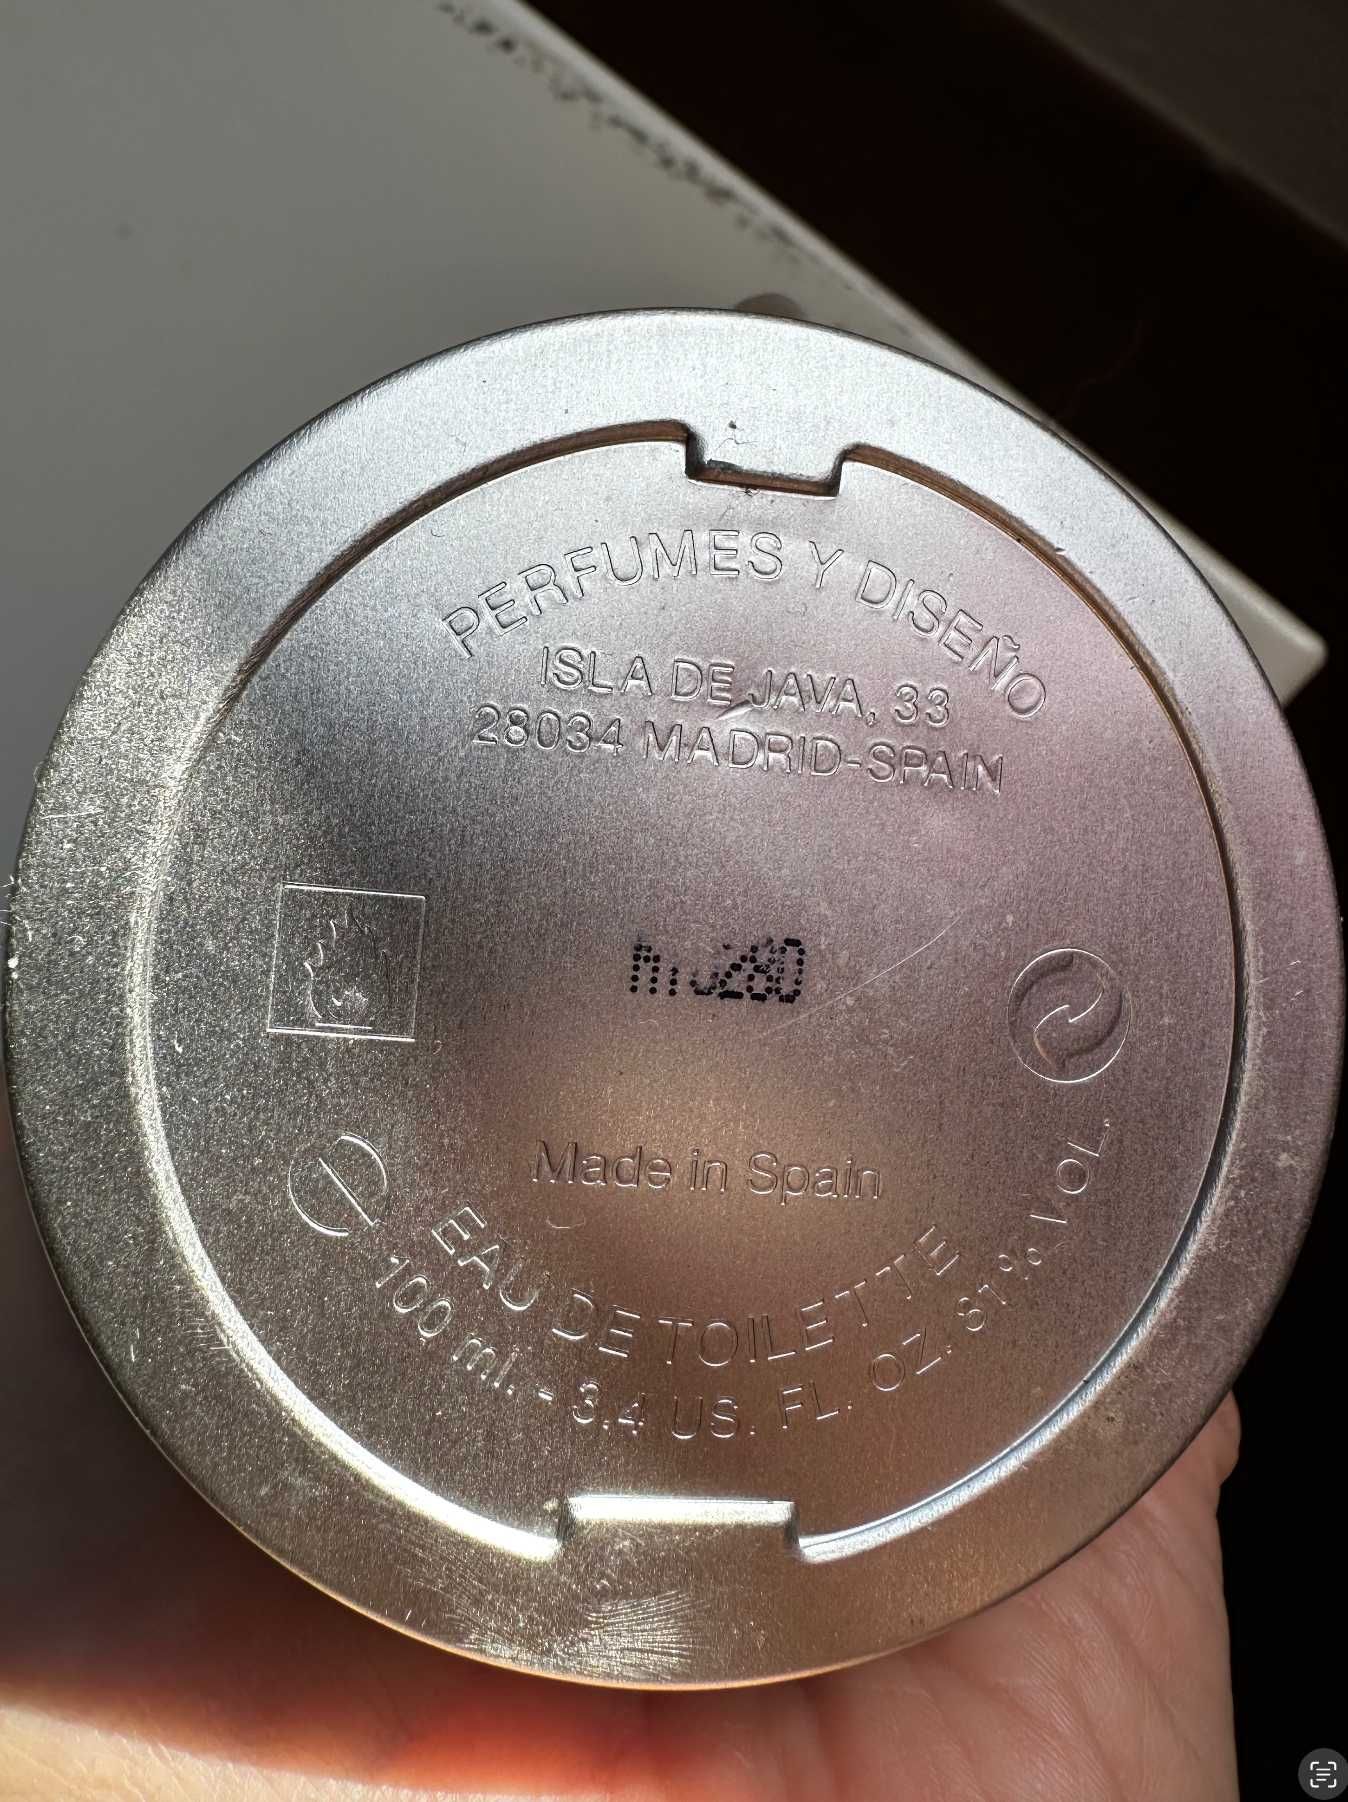 PERFUMES Y DISEÑO
ISLA DE JAVA, 33
28034 MADRID-SPAIN
Made in Spain
EAU DE TOILETTE
100 ml. - 3.4 US. FL. OZ. 81% VOL.